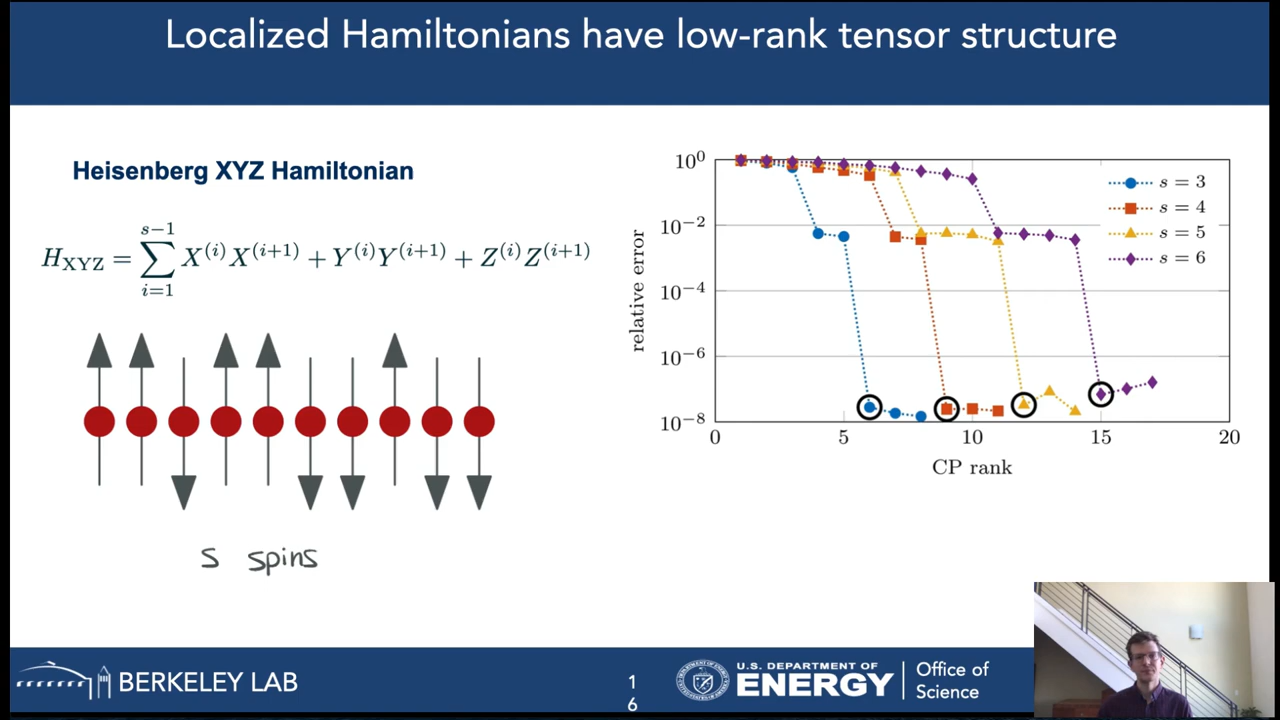 Localized Hamiltonians have low-rank tensor structure
Heisenberg XYZ Hamiltonian
H_XYZ = ∑_{i=1}^{s−1} X^{(i)}X^{(i+1)} + Y^{(i)}Y^{(i+1)} + Z^{(i)}Z^{(i+1)}
s spins
relative error
10^0
10^−2
10^−4
10^−6
10^−8
0 5 10 15 20
CP rank
s = 3
s = 4
s = 5
s = 6
BERKELEY LAB
1
6
U.S. DEPARTMENT OF
ENERGY
Office of
Science